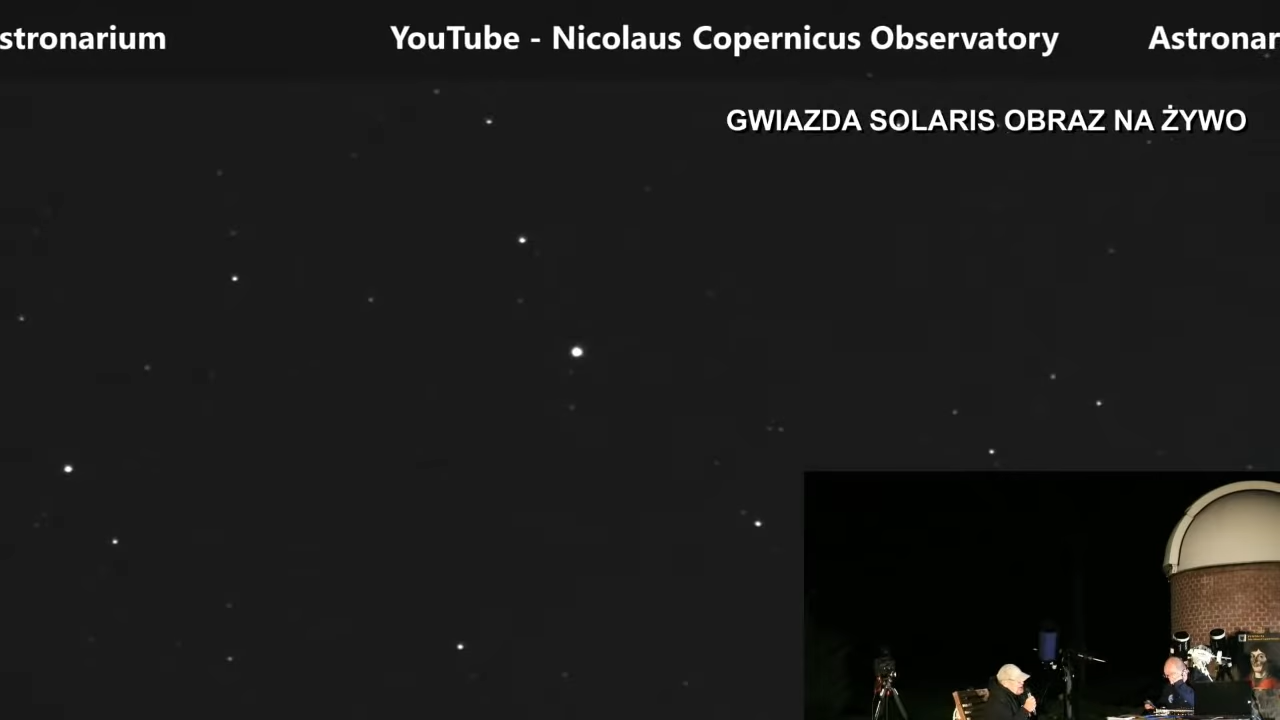 stronarium YouTube - Nicolaus Copernicus Observatory Astronar
GWIAZDA SOLARIS OBRAZ NA ŻYWO